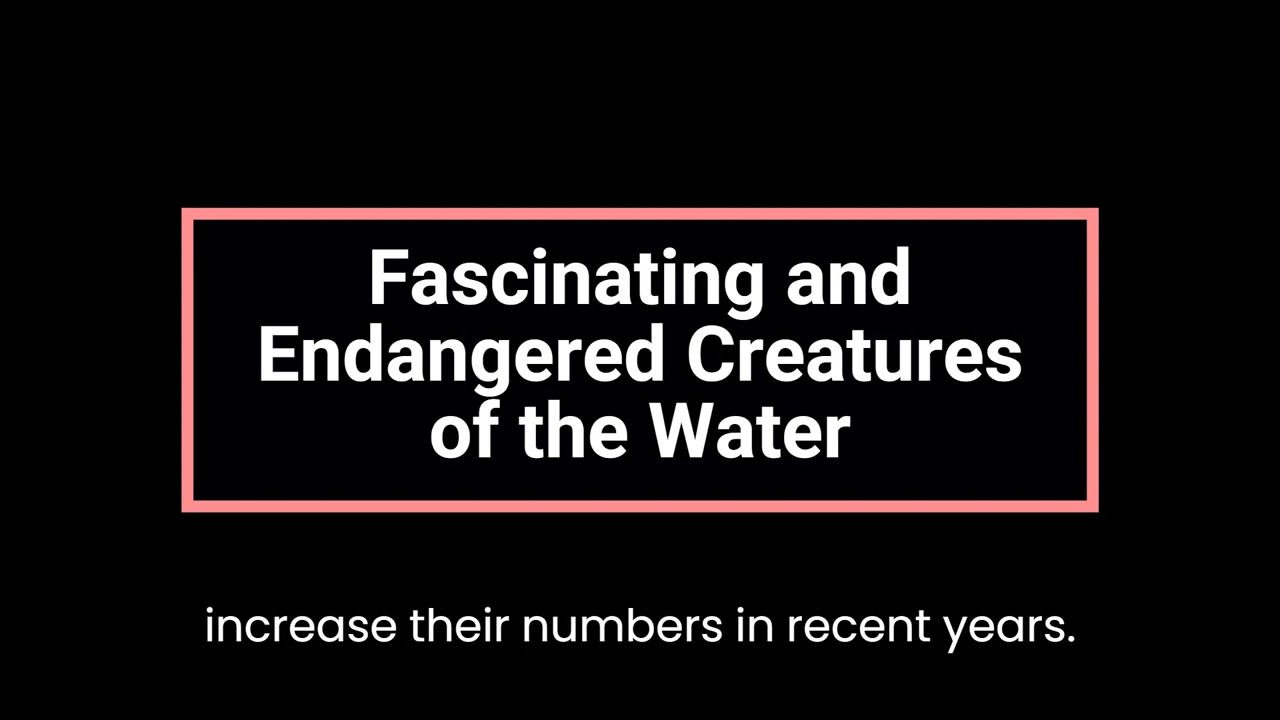 Fascinating and
Endangered Creatures
of the Water
increase their numbers in recent years.